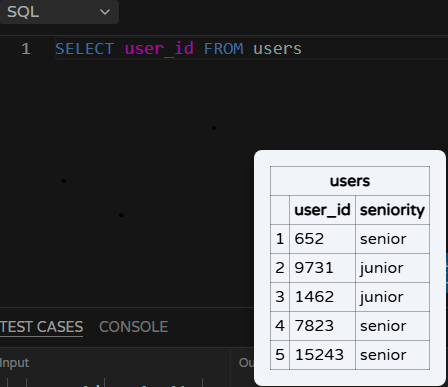 SQL
1 SELECT user_id FROM users
users
user_id seniority
1 652 senior
2 9731 junior
3 1462 junior
4 7823 senior
5 15243 senior
TEST CASES CONSOLE
Input